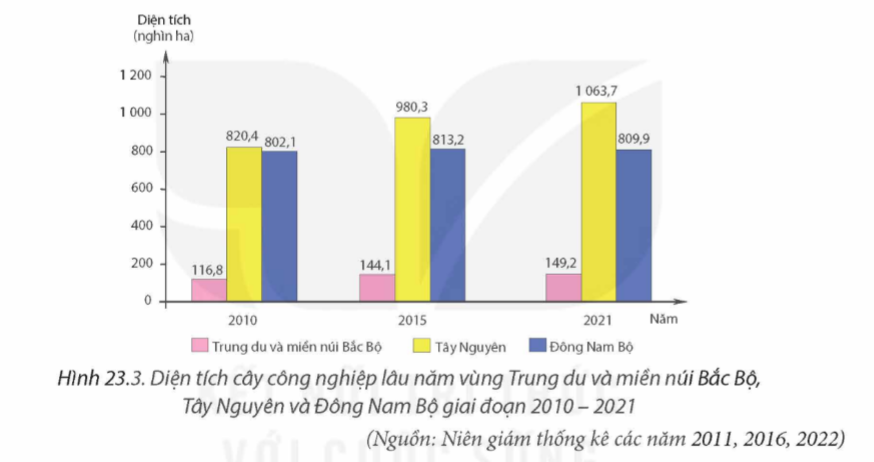 Diện tích
(nghìn ha)
1 200
1 000
800
600
400
200
0
116,8
820,4
802,1
144,1
980,3
813,2
149,2
1 063,7
809,9
2010
2015
2021
Năm
Trung du và miền núi Bắc Bộ
Tây Nguyên
Đông Nam Bộ
Hình 23.3. Diện tích cây công nghiệp lâu năm vùng Trung du và miền núi Bắc Bộ,
Tây Nguyên và Đông Nam Bộ giai đoạn 2010 – 2021
(Nguồn: Niên giám thống kê các năm 2011, 2016, 2022)